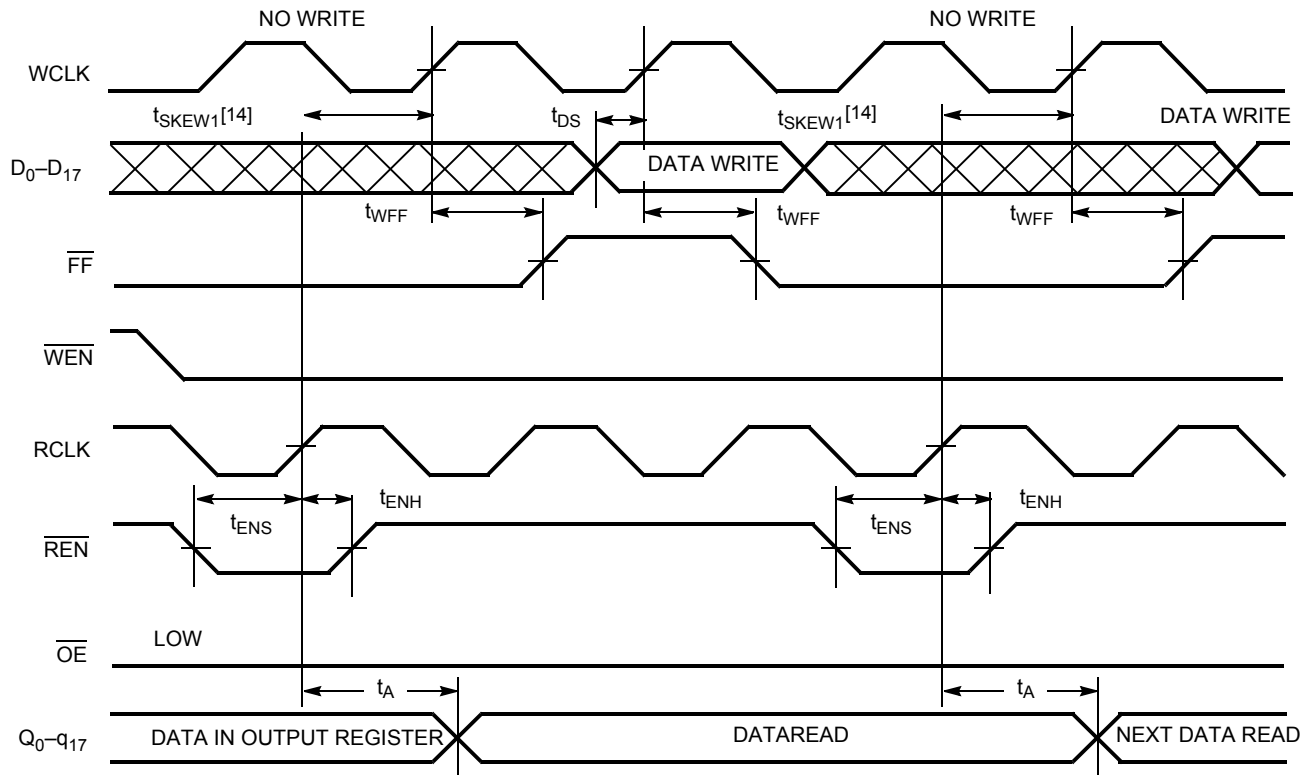 NO WRITE NO WRITE
WCLK
tSKEW1[14] tDS tSKEW1[14] DATA WRITE
D0–D17 DATA WRITE
tWFF tWFF tWFF
FF
WEN
RCLK
tENS tENH tENS tENH
REN
LOW
OE
tA tA
Q0–q17 DATA IN OUTPUT REGISTER DATAREAD NEXT DATA READ